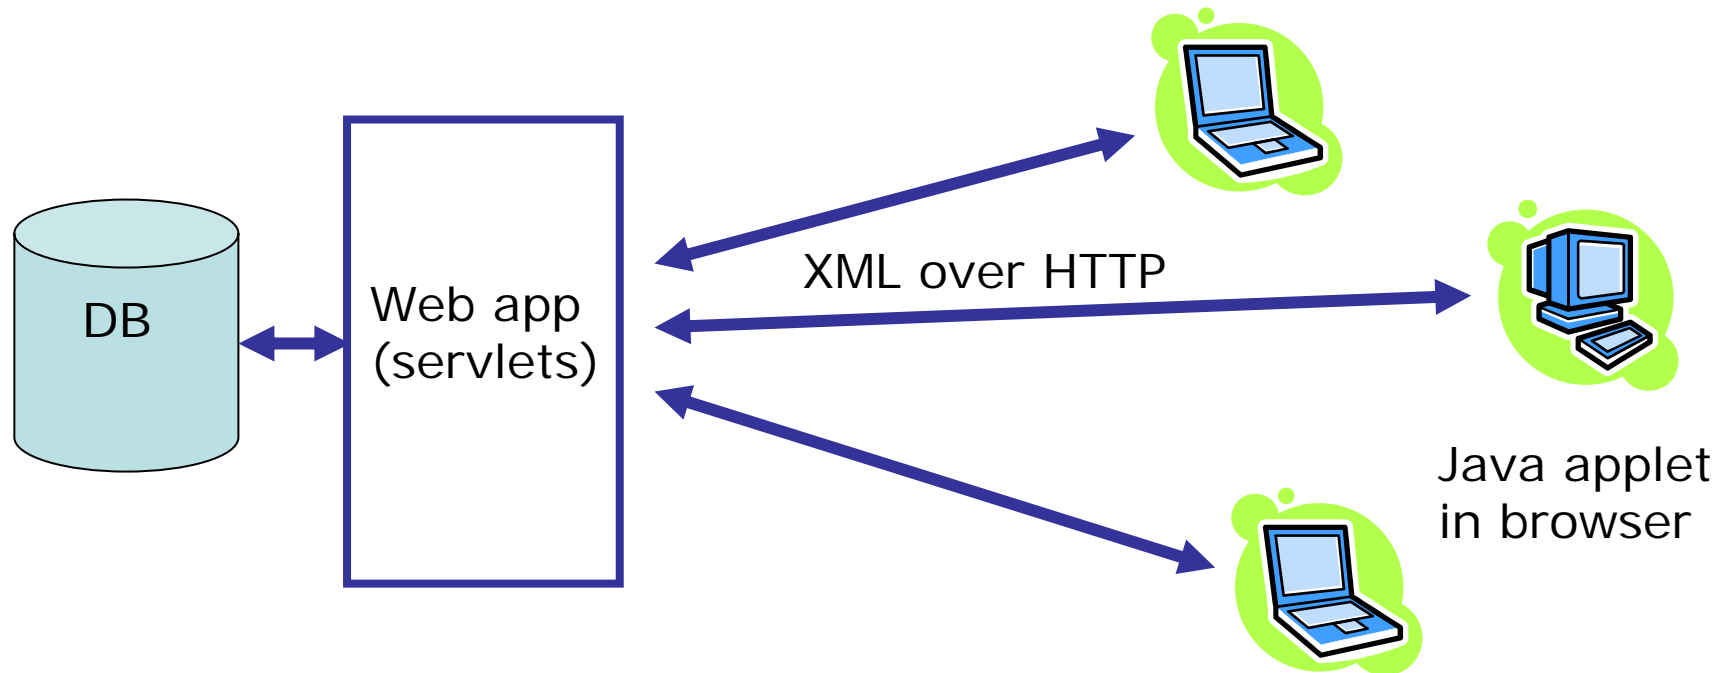 DB
Web app
(servlets)
XML over HTTP
Java applet
in browser